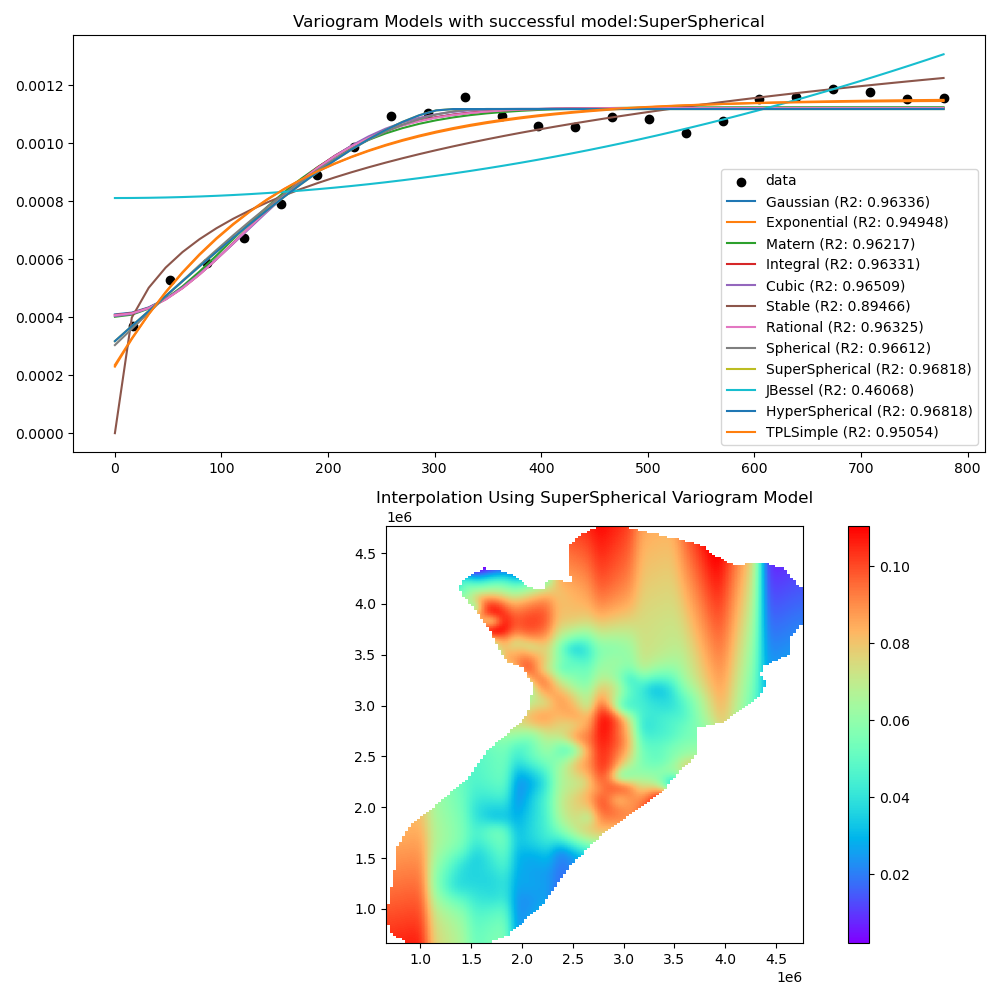 Variogram Models with successful model:SuperSpherical
0.0012
0.0010
0.0008
0.0006
0.0004
0.0002
0.0000
data
Gaussian (R2: 0.96336)
Exponential (R2: 0.94948)
Matern (R2: 0.96217)
Integral (R2: 0.96331)
Cubic (R2: 0.96509)
Stable (R2: 0.89466)
Rational (R2: 0.96325)
Spherical (R2: 0.96612)
SuperSpherical (R2: 0.96818)
JBessel (R2: 0.46068)
HyperSpherical (R2: 0.96818)
TPLSimple (R2: 0.95054)
0 100 200 300 400 500 600 700 800
Interpolation Using SuperSpherical Variogram Model
1e6
4.5
4.0
3.5
3.0
2.5
2.0
1.5
1.0
1.0 1.5 2.0 2.5 3.0 3.5 4.0 4.5
1e6
0.10
0.08
0.06
0.04
0.02